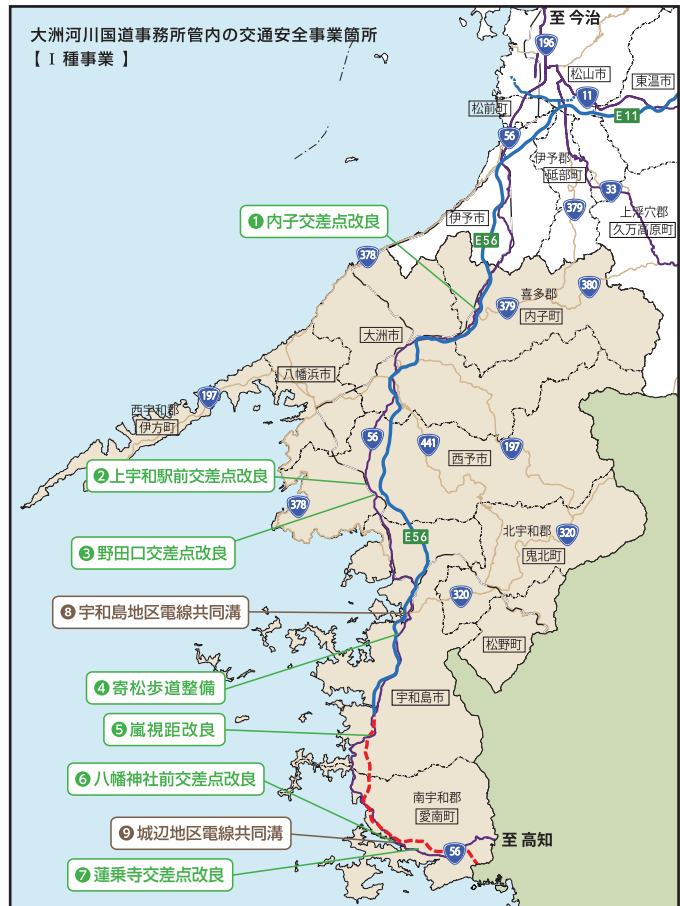 大洲河川国道事務所管内の交通安全事業箇所
【 Ⅰ 種事業 】
至 今治
196
松山市
東温市
11
松前町
E11
56
伊予郡
砥部町
33
379
上浮穴郡
久万高原町
伊予市
❶ 内子交差点改良
E56
378
380
喜多郡
379
内子町
大洲市
八幡浜市
197
西宇和郡
伊方町
56
441
197
西予市
❷ 上宇和駅前交差点改良
378
❸ 野田口交差点改良
E56
北宇和郡
320
鬼北町
320
❽ 宇和島地区電線共同溝
松野町
❹ 寄松歩道整備
宇和島市
❺ 嵐視距改良
❻ 八幡神社前交差点改良
南宇和郡
愛南町
❾ 城辺地区電線共同溝
至 高知
56
❼ 蓮乗寺交差点改良